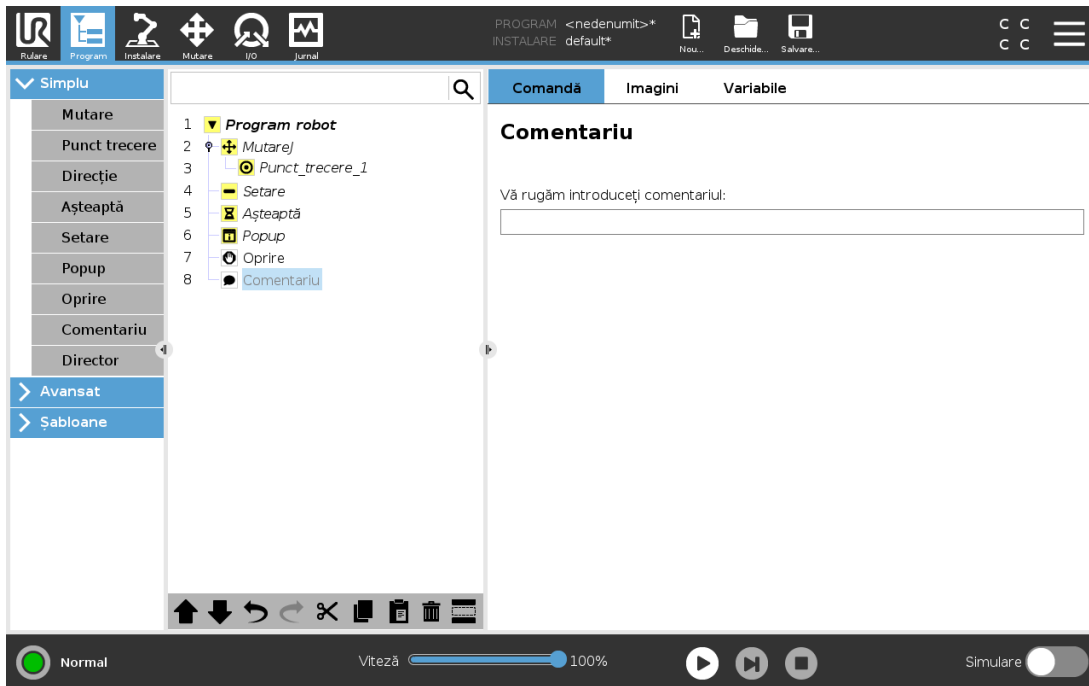 PROGRAM <nedenumit>*
INSTALARE default*
Rulare Program Instalare Mutare I/O Jurnal Nou... Deschide... Salvare...
C C
C C
Simplu
Mutare
Punct trecere
Direcție
Așteaptă
Setare
Popup
Oprire
Comentariu
Director
Avansat
Șabloane
1 Program robot
2 MutareJ
3 Punct_trecere_1
4 Setare
5 Așteaptă
6 Popup
7 Oprire
8 Comentariu
Comandă Imagini Variabile
Comentariu
Vă rugăm introduceți comentariul:
Normal Viteză 100% Simulare